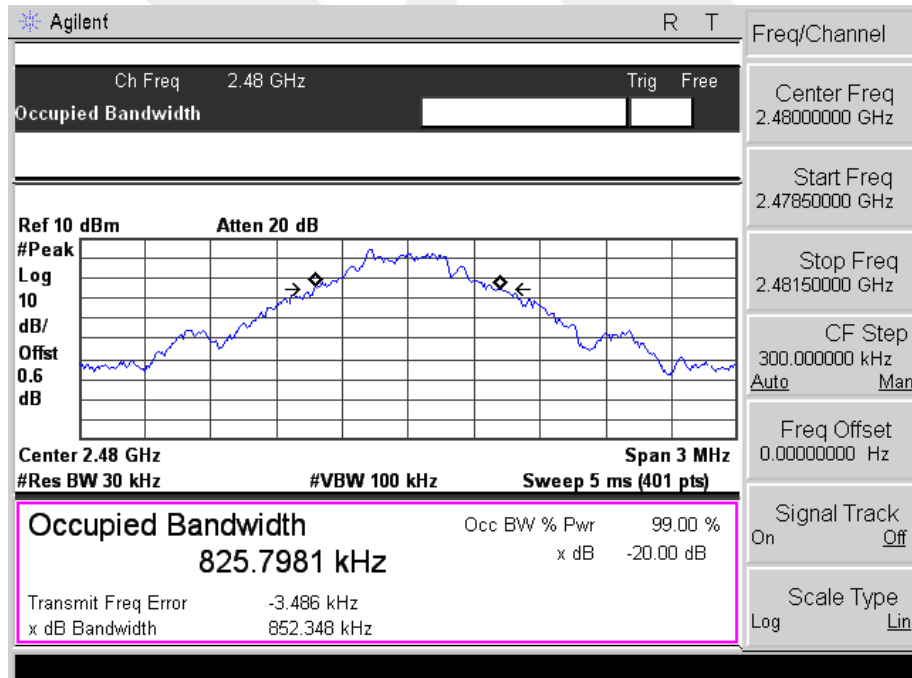 Agilent R T
Ch Freq 2.48 GHz Trig Free
Occupied Bandwidth
Ref 10 dBm Atten 20 dB
#Peak
Log
10
dB/
Offst
0.6
dB
Center 2.48 GHz Span 3 MHz
#Res BW 30 kHz #VBW 100 kHz Sweep 5 ms (401 pts)
Occupied Bandwidth Occ BW % Pwr 99.00 %
825.7981 kHz x dB -20.00 dB
Transmit Freq Error -3.486 kHz
x dB Bandwidth 852.348 kHz
Freq/Channel
Center Freq
2.48000000 GHz
Start Freq
2.47850000 GHz
Stop Freq
2.48150000 GHz
CF Step
300.000000 kHz
Auto Man
Freq Offset
0.00000000 Hz
Signal Track
On Off
Scale Type
Log Lin